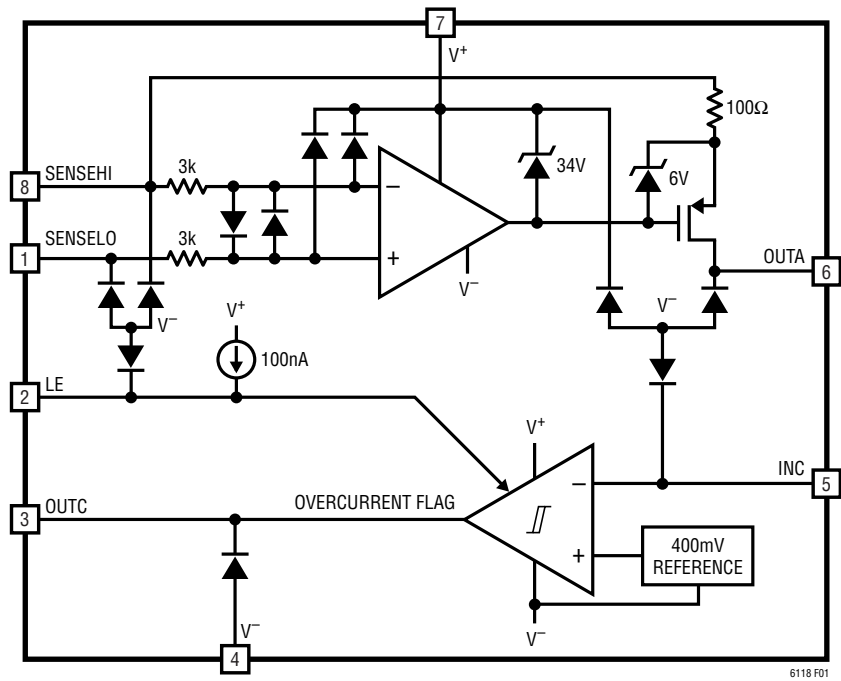 7
V+
100Ω
34V
6V
8
SENSEHI
3k
–
1
SENSELO
3k
+
V–
OUTA
6
V–
V–
V+
100nA
2
LE
V+
INC
5
–
3
OUTC
OVERCURRENT FLAG
+
400mV
REFERENCE
V–
4
V–
6118 F01